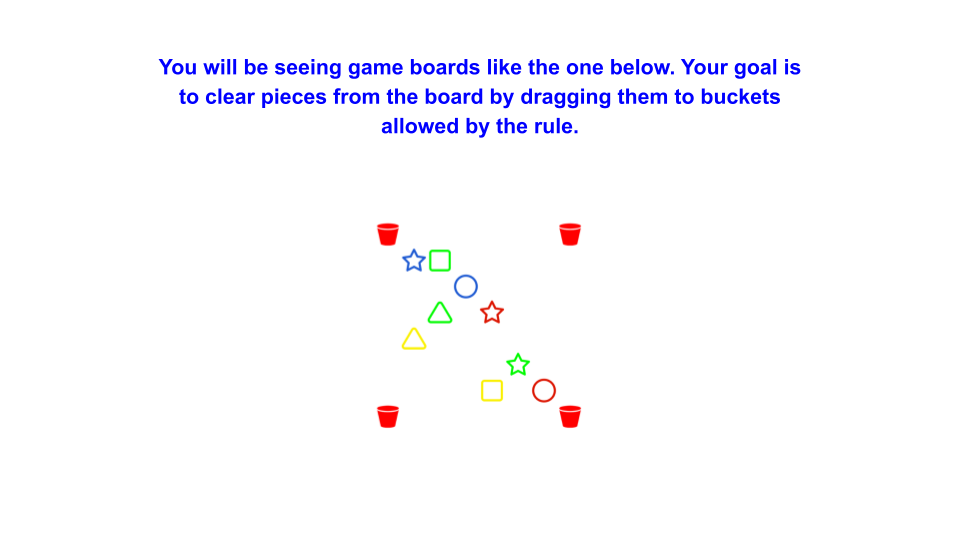 You will be seeing game boards like the one below. Your goal is
to clear pieces from the board by dragging them to buckets
allowed by the rule.